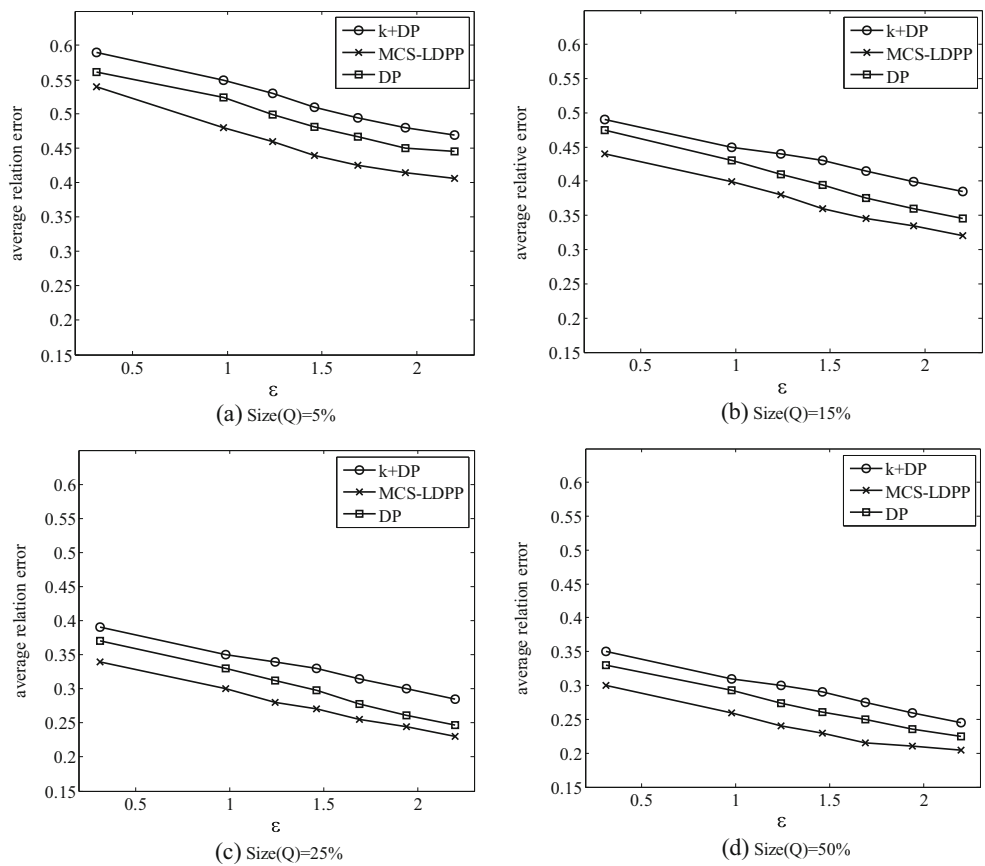 0.6
0.55
0.5
0.45
0.4
0.35
0.3
0.25
0.2
0.15
average relation error
k+DP
MCS-LDPP
DP
0.5
1
1.5
2
ε
(a) Size(Q)=5%
0.6
0.55
0.5
0.45
0.4
0.35
0.3
0.25
0.2
0.15
average relative error
k+DP
MCS-LDPP
DP
0.5
1
1.5
2
ε
(b) Size(Q)=15%
0.6
0.55
0.5
0.45
0.4
0.35
0.3
0.25
0.2
0.15
average relation error
k+DP
MCS-LDPP
DP
0.5
1
1.5
2
ε
(c) Size(Q)=25%
0.6
0.55
0.5
0.45
0.4
0.35
0.3
0.25
0.2
0.15
average relation error
k+DP
MCS-LDPP
DP
0.5
1
1.5
2
ε
(d) Size(Q)=50%